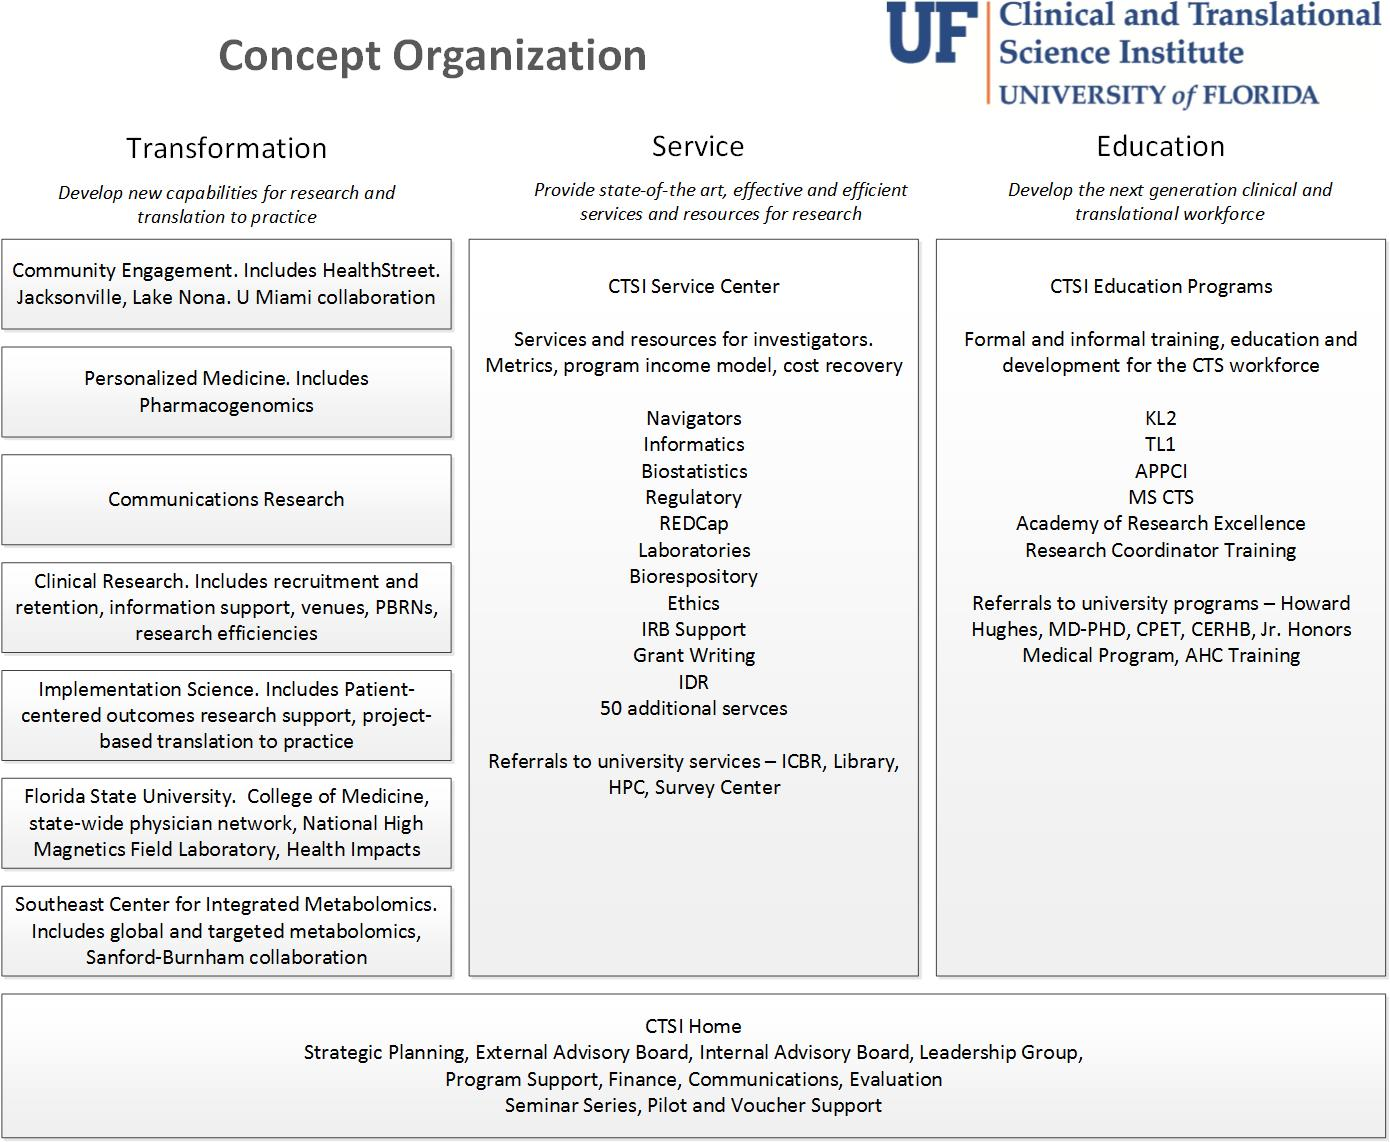 Concept Organization
UF
Clinical and Translational
Science Institute
UNIVERSITY of FLORIDA
Transformation
Develop new capabilities for research and
translation to practice
Community Engagement. Includes HealthStreet.
Jacksonville, Lake Nona. U Miami collaboration
Personalized Medicine. Includes
Pharmacogenomics
Communications Research
Clinical Research. Includes recruitment and
retention, information support, venues, PBRNs,
research efficiencies
Implementation Science. Includes Patient-
centered outcomes research support, project-
based translation to practice
Florida State University.  College of Medicine,
state-wide physician network, National High
Magnetics Field Laboratory, Health Impacts
Southeast Center for Integrated Metabolomics.
Includes global and targeted metabolomics,
Sanford-Burnham collaboration
Service
Provide state-of-the art, effective and efficient
services and resources for research
CTSI Service Center
Services and resources for investigators.
Metrics, program income model, cost recovery
Navigators
Informatics
Biostatistics
Regulatory
REDCap
Laboratories
Biorespository
Ethics
IRB Support
Grant Writing
IDR
50 additional servces
Referrals to university services – ICBR, Library,
HPC, Survey Center
Education
Develop the next generation clinical and
translational workforce
CTSI Education Programs
Formal and informal training, education and
development for the CTS workforce
KL2
TL1
APPCI
MS CTS
Academy of Research Excellence
Research Coordinator Training
Referrals to university programs – Howard
Hughes, MD-PHD, CPET, CERHB, Jr. Honors
Medical Program, AHC Training
CTSI Home
Strategic Planning, External Advisory Board, Internal Advisory Board, Leadership Group,
Program Support, Finance, Communications, Evaluation
Seminar Series, Pilot and Voucher Support